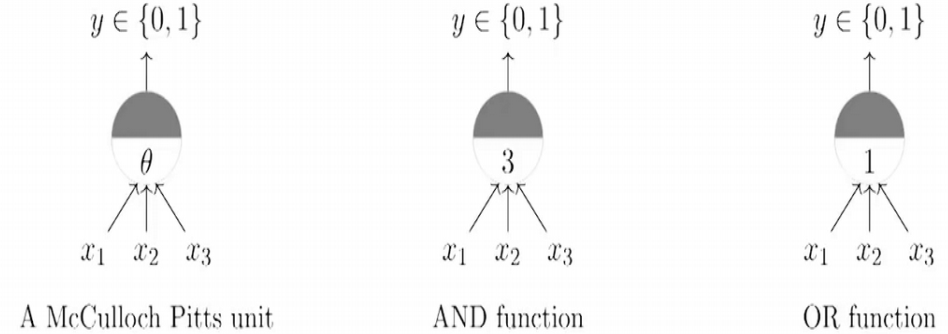 y ∈ {0, 1} y ∈ {0, 1} y ∈ {0, 1}
θ 3 1
x₁ x₂ x₃ x₁ x₂ x₃ x₁ x₂ x₃
A McCulloch Pitts unit AND function OR function